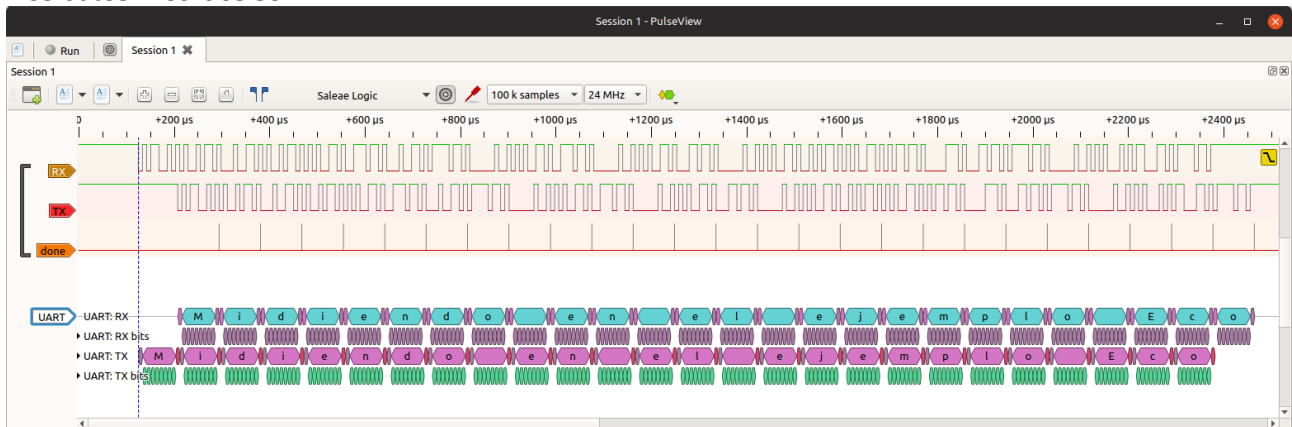 Session 1 - PulseView
Run
Session 1
Session 1
Saleae Logic
100 k samples
24 MHz
0 +200 µs +400 µs +600 µs +800 µs +1000 µs +1200 µs +1400 µs +1600 µs +1800 µs +2000 µs +2200 µs +2400 µs
RX
TX
done
UART UART: RX M i d i e n d o e n e l e j e m p l o E c o
UART: RX bits
UART: TX M i d i e n d o e n e l e j e m p l o E c o
UART: TX bits